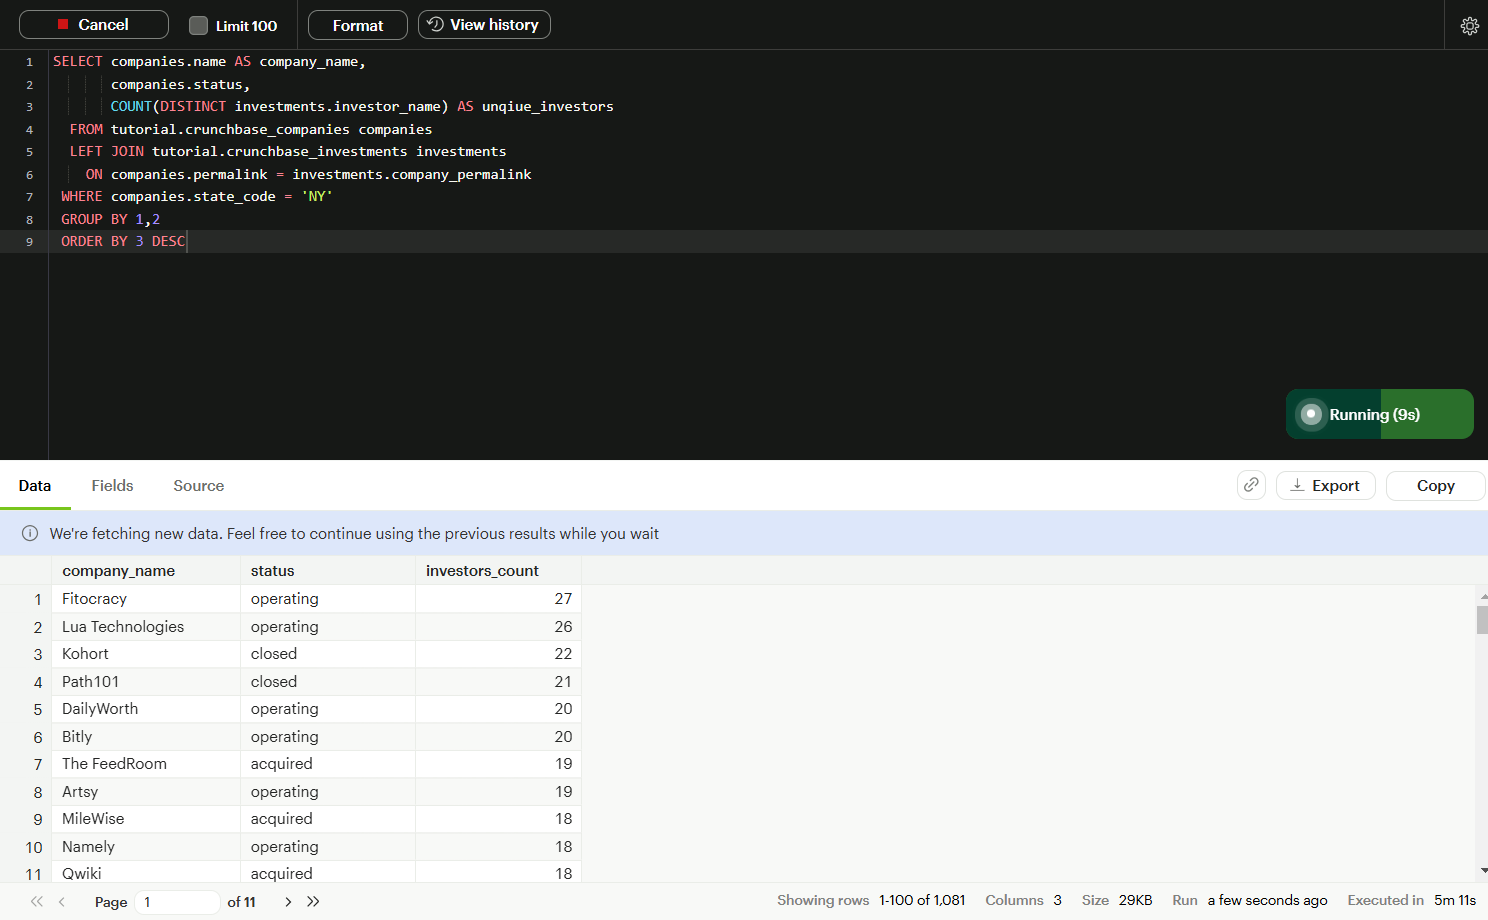 Cancel Limit 100 Format View history
1 SELECT companies.name AS company_name,
2 companies.status,
3 COUNT(DISTINCT investments.investor_name) AS unqiue_investors
4 FROM tutorial.crunchbase_companies companies
5 LEFT JOIN tutorial.crunchbase_investments investments
6 ON companies.permalink = investments.company_permalink
7 WHERE companies.state_code = 'NY'
8 GROUP BY 1,2
9 ORDER BY 3 DESC
Running (9s)
Data Fields Source Export Copy
We're fetching new data. Feel free to continue using the previous results while you wait
company_name status investors_count
1 Fitocracy operating 27
2 Lua Technologies operating 26
3 Kohort closed 22
4 Path101 closed 21
5 DailyWorth operating 20
6 Bitly operating 20
7 The FeedRoom acquired 19
8 Artsy operating 19
9 MileWise acquired 18
10 Namely operating 18
11 Qwiki acquired 18
Page 1 of 11 Showing rows 1-100 of 1,081 Columns 3 Size 29KB Run a few seconds ago Executed in 5m 11s